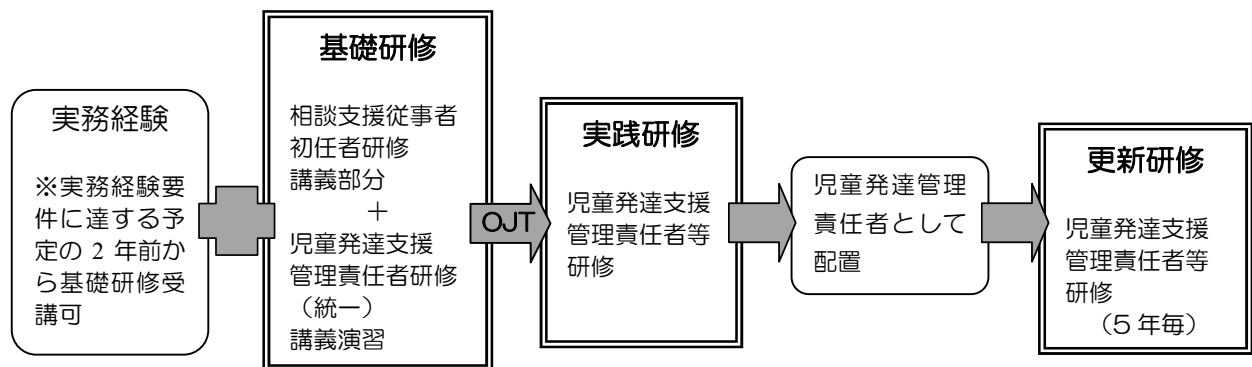 実務経験
※実務経験要
件に達する予
定の 2 年前か
ら基礎研修受
講可
基礎研修
相談支援従事者
初任者研修
講義部分
＋
児童発達支援
管理責任者研修
（統一）
講義演習
OJT
実践研修
児童発達支援
管理責任者等
研修
児童発達管理
責任者として
配置
更新研修
児童発達支援
管理責任者等
研修
（5 年毎）